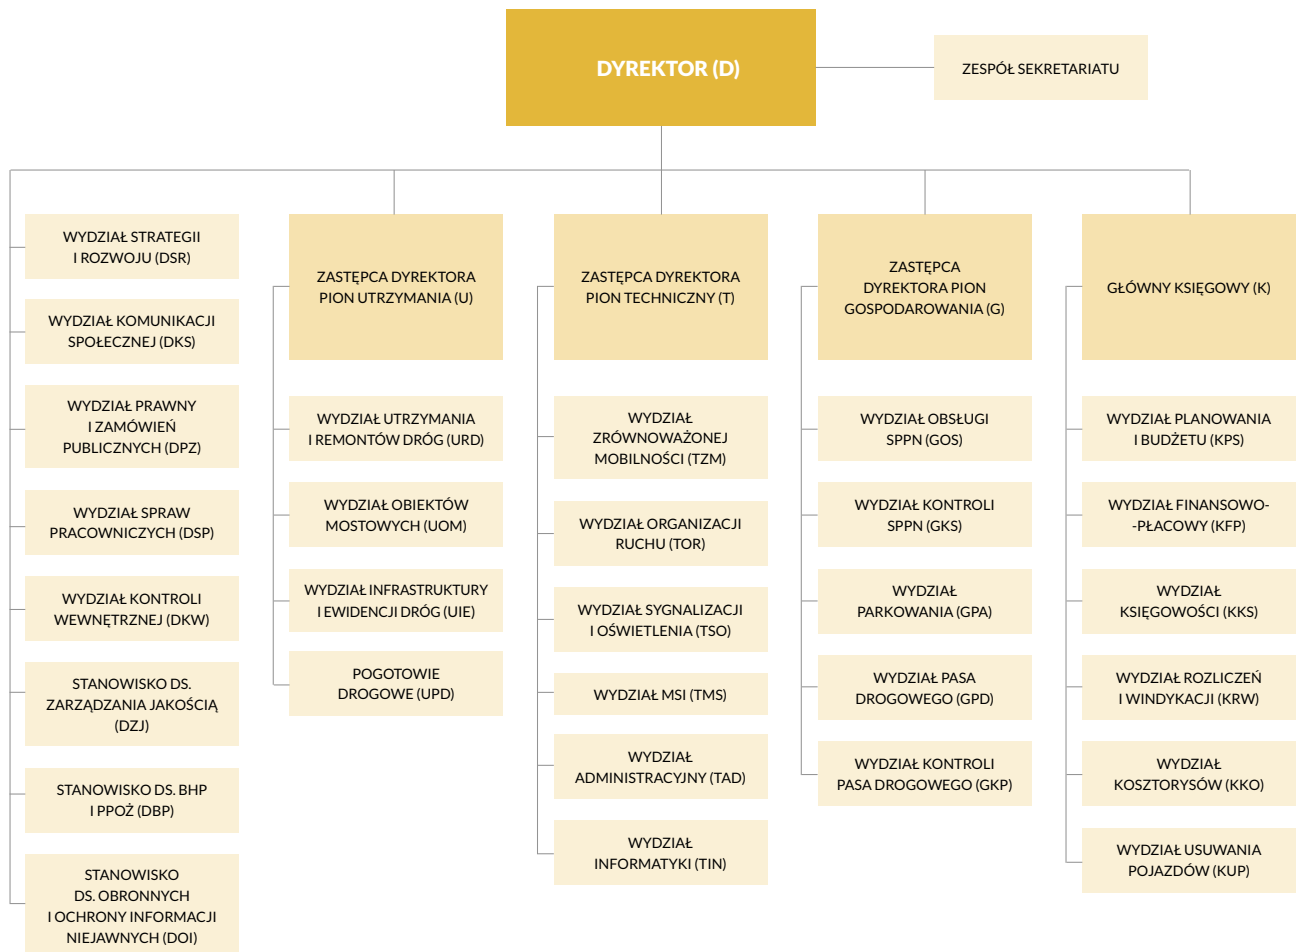 DYREKTOR (D)
ZESPÓŁ SEKRETARIATU
WYDZIAŁ STRATEGII
I ROZWOJU (DSR)
WYDZIAŁ KOMUNIKACJI
SPOŁECZNEJ (DKS)
WYDZIAŁ PRAWNY
I ZAMÓWIEŃ
PUBLICZNYCH (DPZ)
WYDZIAŁ SPRAW
PRACOWNICZYCH (DSP)
WYDZIAŁ KONTROLI
WEWNĘTRZNEJ (DKW)
STANOWISKO DS.
ZARZĄDZANIA JAKOŚCIĄ
(DZJ)
STANOWISKO DS. BHP
I PPOŻ (DBP)
STANOWISKO
DS. OBRONNYCH
I OCHRONY INFORMACJI
NIEJAWNYCH (DOI)
ZASTĘPCA DYREKTORA
PION UTRZYMANIA (U)
WYDZIAŁ UTRZYMANIA
I REMONTÓW DRÓG (URD)
WYDZIAŁ OBIEKTÓW
MOSTOWYCH (UOM)
WYDZIAŁ INFRASTRUKTURY
I EWIDENCJI DRÓG (UIE)
POGOTOWIE
DROGOWE (UPD)
ZASTĘPCA DYREKTORA
PION TECHNICZNY (T)
WYDZIAŁ
ZRÓWNOWAŻONEJ
MOBILNOŚCI (TZM)
WYDZIAŁ ORGANIZACJI
RUCHU (TOR)
WYDZIAŁ SYGNALIZACJI
I OŚWIETLENIA (TSO)
WYDZIAŁ MSI (TMS)
WYDZIAŁ
ADMINISTRACYJNY (TAD)
WYDZIAŁ
INFORMATYKI (TIN)
ZASTĘPCA
DYREKTORA PION
GOSPODAROWANIA (G)
WYDZIAŁ OBSŁUGI
SPPN (GOS)
WYDZIAŁ KONTROLI
SPPN (GKS)
WYDZIAŁ
PARKOWANIA (GPA)
WYDZIAŁ PASA
DROGOWEGO (GPD)
WYDZIAŁ KONTROLI
PASA DROGOWEGO (GKP)
GŁÓWNY KSIĘGOWY (K)
WYDZIAŁ PLANOWANIA
I BUDŻETU (KPS)
WYDZIAŁ FINANSOWO-
-PŁACOWY (KFP)
WYDZIAŁ
KSIĘGOWOŚCI (KKS)
WYDZIAŁ ROZLICZEŃ
I WINDYKACJI (KRW)
WYDZIAŁ
KOSZTORYSÓW (KKO)
WYDZIAŁ USUWANIA
POJAZDÓW (KUP)